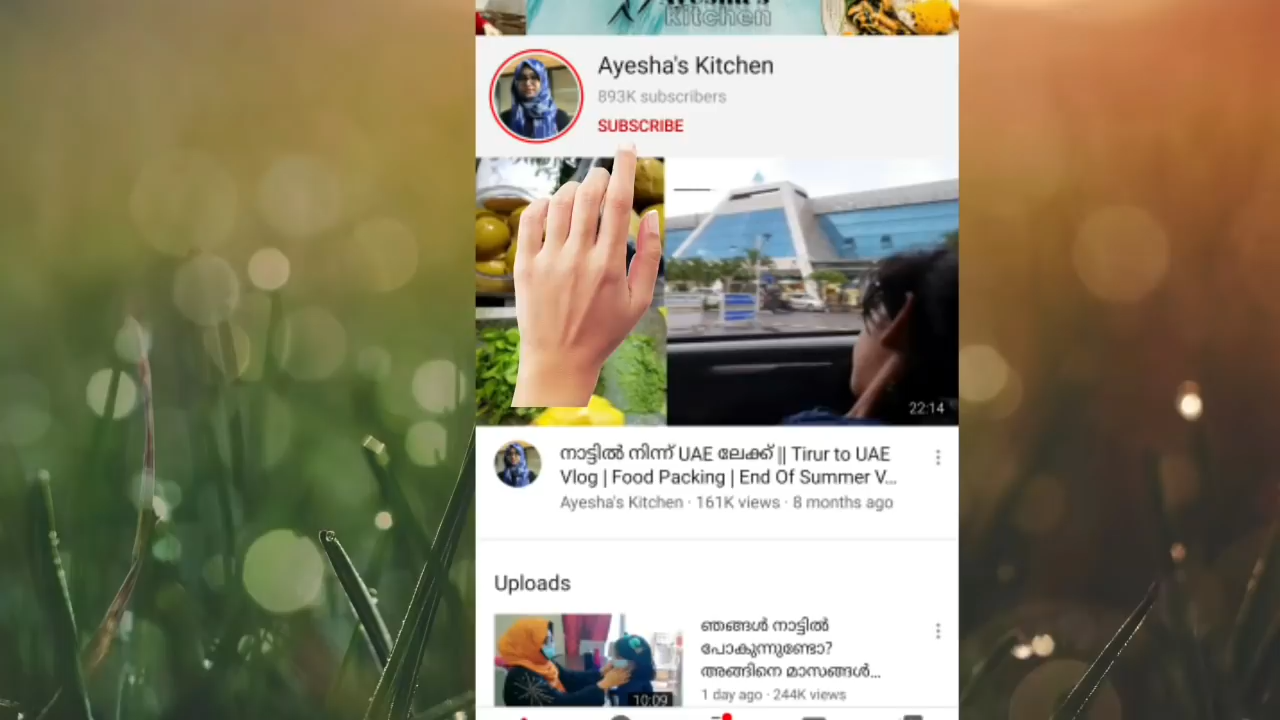 kitchen
Ayesha's Kitchen
893K subscribers
SUBSCRIBE
22:14
നാട്ടിൽ നിന്ന് UAE ലേക്ക് || Tirur to UAE
Vlog | Food Packing | End Of Summer V...
Ayesha's Kitchen · 161K views · 8 months ago
Uploads
ഞങ്ങൾ നാട്ടിൽ
പോകുന്നുണ്ടോ?
അങ്ങിനെ മാസങ്ങൾ...
10:09
1 day ago · 244K views